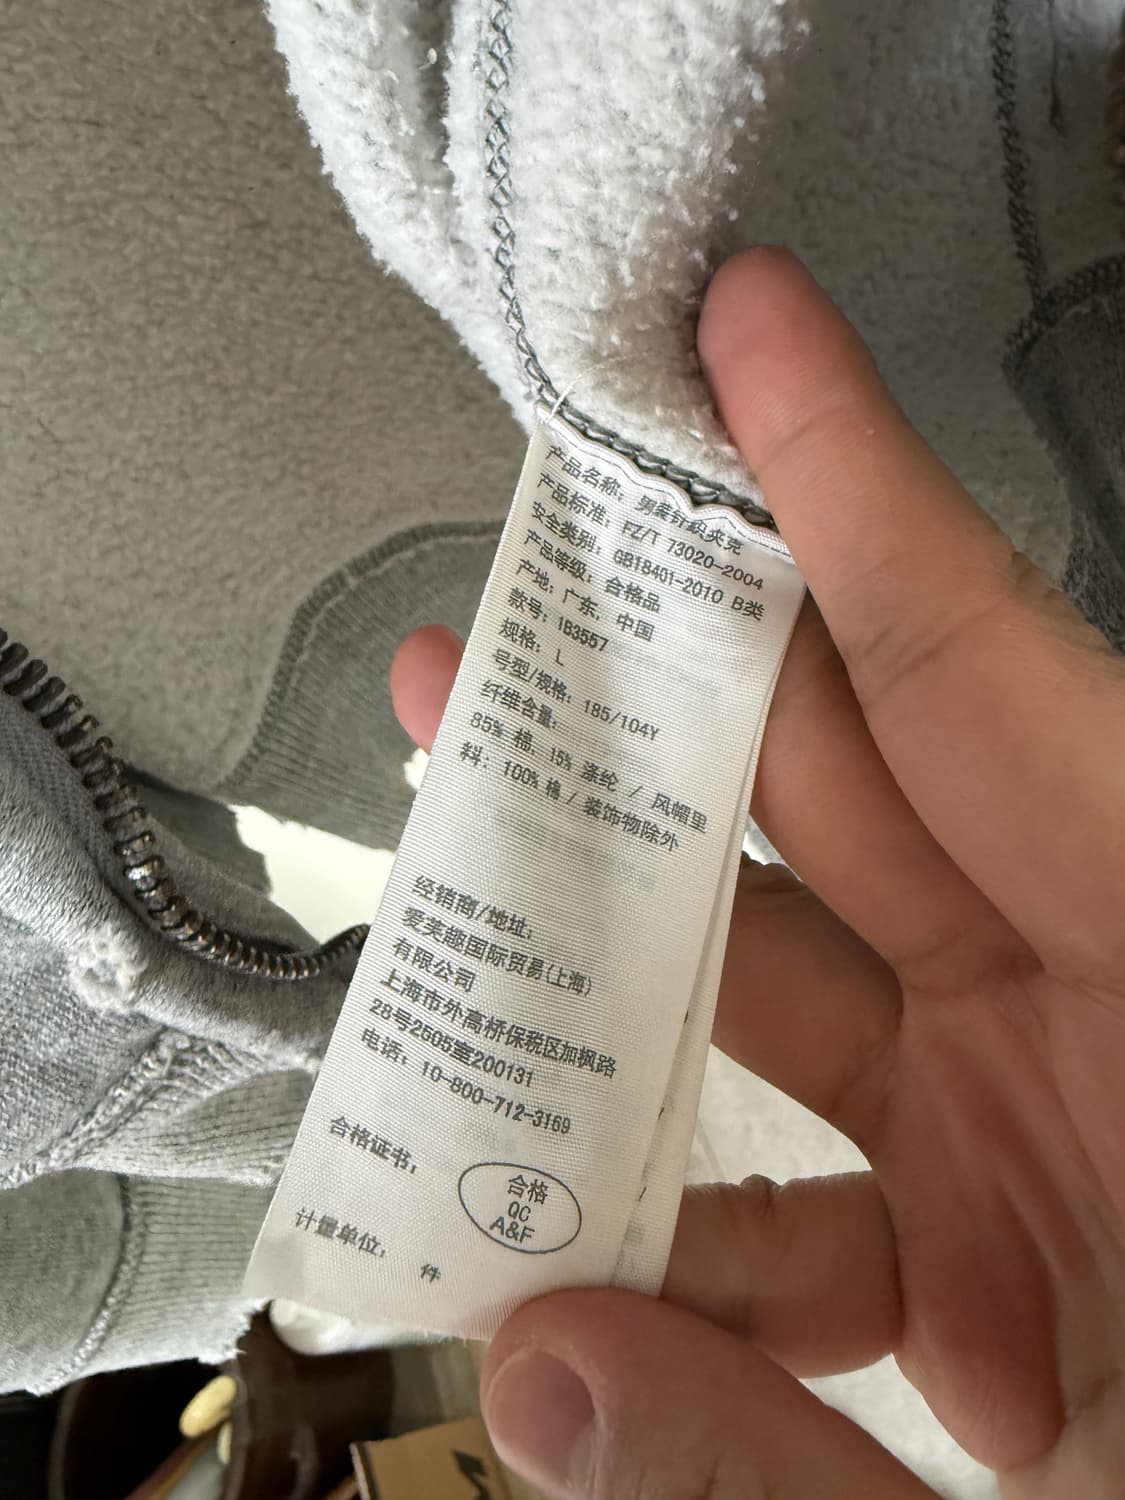 产品名称: 男装针织夹克
产品标准: FZ/T 73020-2004
安全类别: GB18401-2010 B类
产品等级: 合格品
产地: 广东, 中国
款号: 183557
规格: L
号型/规格: 185/104Y
纤维含量:
85% 棉, 15% 涤纶 / 风帽里
料: 100% 棉 / 装饰物除外
经销商/地址:
爱芙趣国际贸易(上海)
有限公司
上海市外高桥保税区加枫路
28号2505室200131
电话: 10-800-712-3169
合格证书:
合格
QC
A&F
计量单位:
件